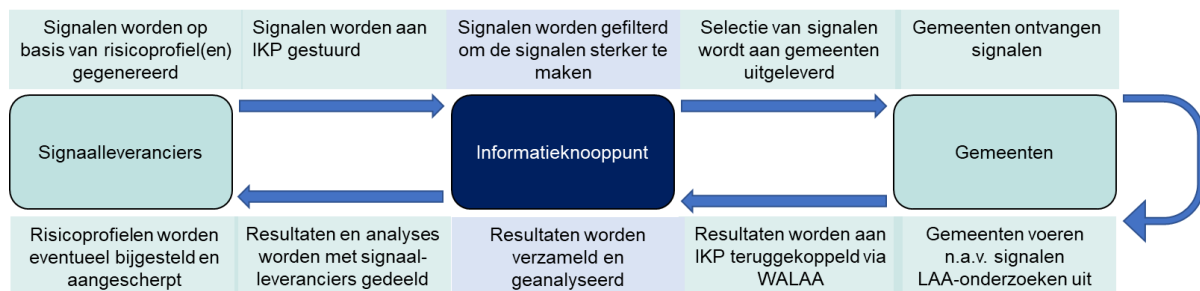 Signalen worden op
basis van risicoprofiel(en)
gegenereerd
Signalen worden aan
IKP gestuurd
Signalen worden gefilterd
om de signalen sterker te
maken
Selectie van signalen
wordt aan gemeenten
uitgeleverd
Gemeenten ontvangen
signalen
Signaalleveranciers
Informatieknooppunt
Gemeenten
Risicoprofielen worden
eventueel bijgesteld en
aangescherpt
Resultaten en analyses
worden met signaal-
leveranciers gedeeld
Resultaten worden
verzameld en
geanalyseerd
Resultaten worden aan
IKP teruggekoppeld via
WALAA
Gemeenten voeren
n.a.v. signalen
LAA-onderzoeken uit